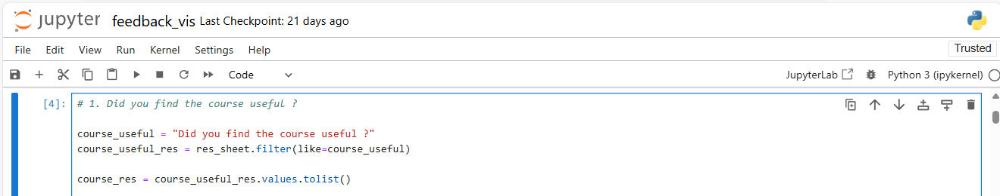 jupyter feedback_vis Last Checkpoint: 21 days ago
File Edit View Run Kernel Settings Help Trusted
Code JupyterLab Python 3 (ipykernel)
[4]: # 1. Did you find the course useful ?
course_useful = "Did you find the course useful ?"
course_useful_res = res_sheet.filter(like=course_useful)
course_res = course_useful_res.values.tolist()